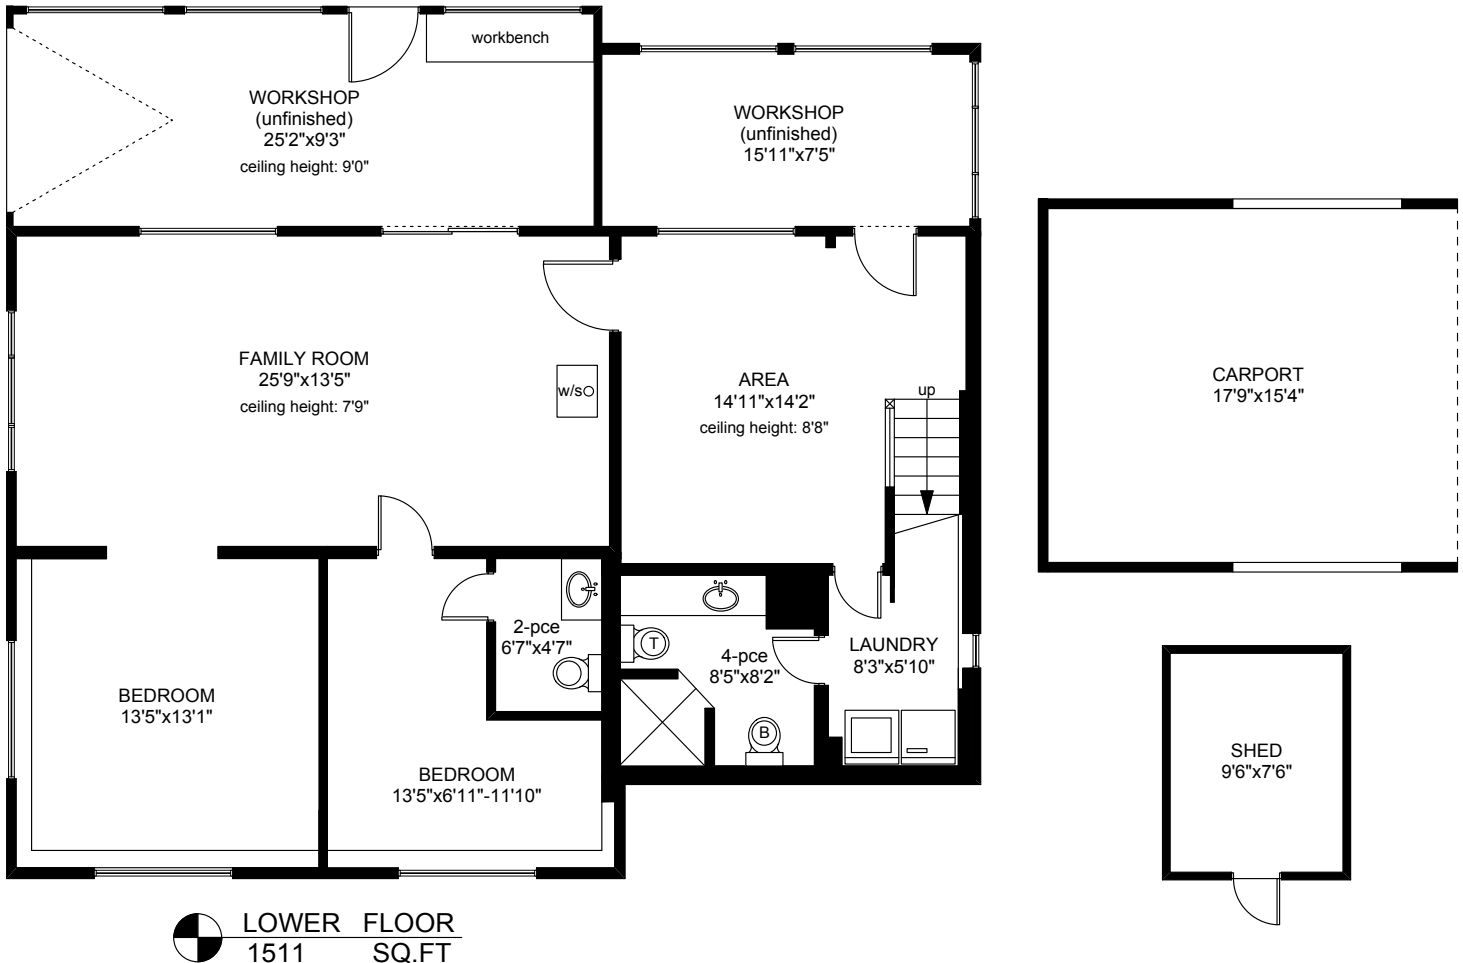 workbench
WORKSHOP
(unfinished)
25'2"x9'3"
ceiling height: 9'0"
WORKSHOP
(unfinished)
15'11"x7'5"
FAMILY ROOM
25'9"x13'5"
ceiling height: 7'9"
w/s
AREA
14'11"x14'2"
ceiling height: 8'8"
up
CARPORT
17'9"x15'4"
2-pce
6'7"x4'7"
T
4-pce
8'5"x8'2"
B
LAUNDRY
8'3"x5'10"
BEDROOM
13'5"x13'1"
BEDROOM
13'5"x6'11"-11'10"
SHED
9'6"x7'6"
LOWER FLOOR
1511 SQ.FT